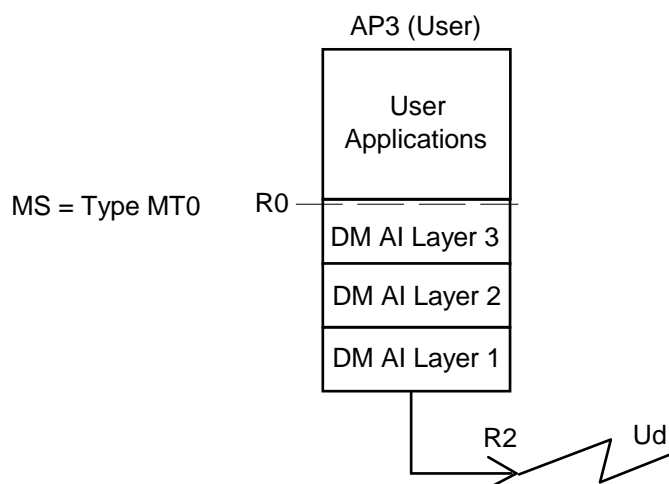 AP3 (User)
User
Applications
MS = Type MT0
R0
DM AI Layer 3
DM AI Layer 2
DM AI Layer 1
R2
Ud